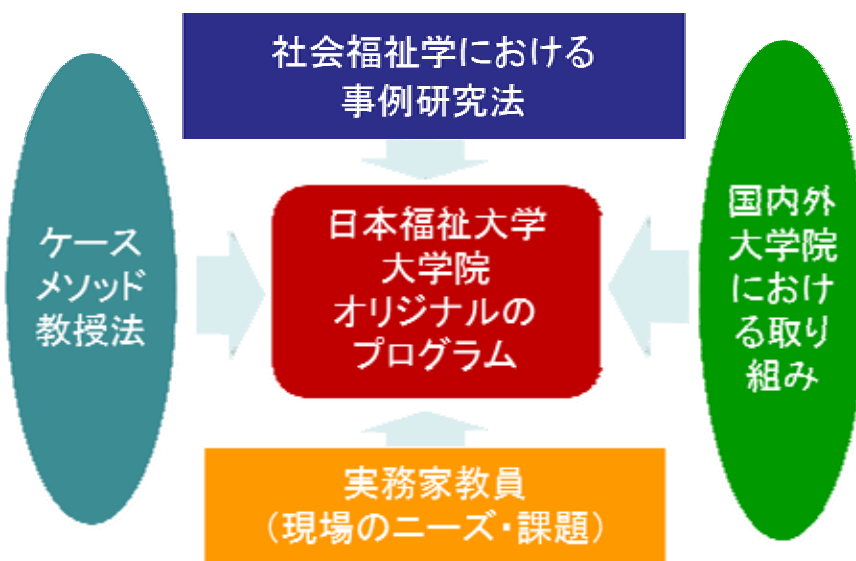 社会福祉学における
事例研究法
ケース
メソッド
教授法
日本福祉大学
大学院
オリジナルの
プログラム
国内外
大学院
におけ
る取り
組み
実務家教員
（現場のニーズ・課題）